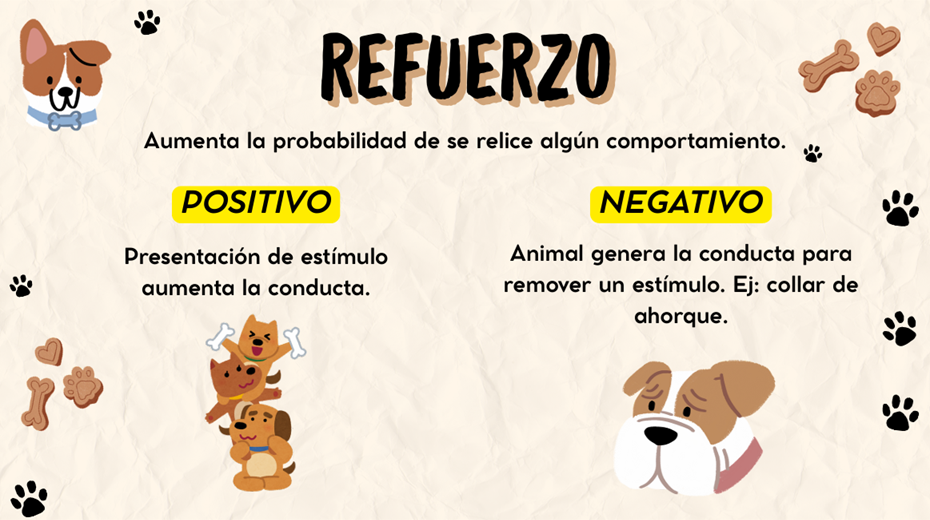 REFUERZO
Aumenta la probabilidad de se relice algún comportamiento.
POSITIVO
Presentación de estímulo
aumenta la conducta.
NEGATIVO
Animal genera la conducta para
remover un estímulo. Ej: collar de
ahorque.